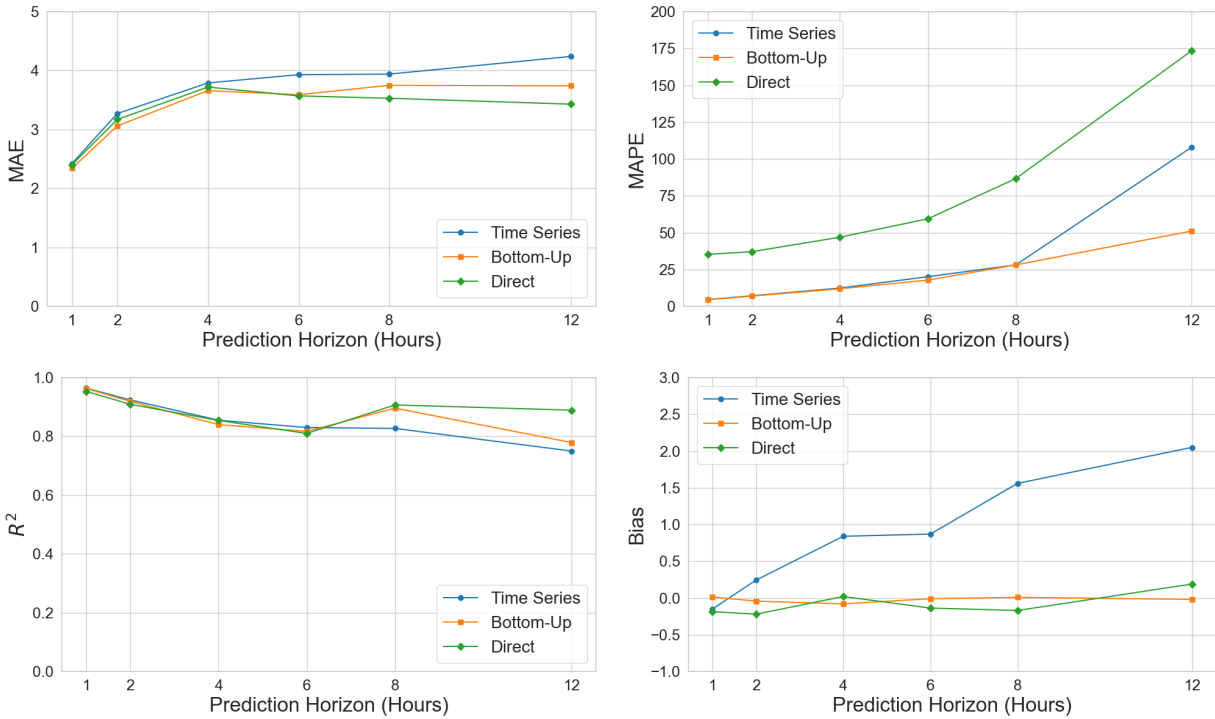 5
4
3
2
1
0
MAE
Time Series
Bottom-Up
Direct
1 2 4 6 8 12
Prediction Horizon (Hours)
200
175
150
125
100
75
50
25
0
MAPE
Time Series
Bottom-Up
Direct
1 2 4 6 8 12
Prediction Horizon (Hours)
1.0
0.8
0.6
0.4
0.2
0.0
R²
Time Series
Bottom-Up
Direct
1 2 4 6 8 12
Prediction Horizon (Hours)
3.0
2.5
2.0
1.5
1.0
0.5
0.0
−0.5
−1.0
Bias
Time Series
Bottom-Up
Direct
1 2 4 6 8 12
Prediction Horizon (Hours)